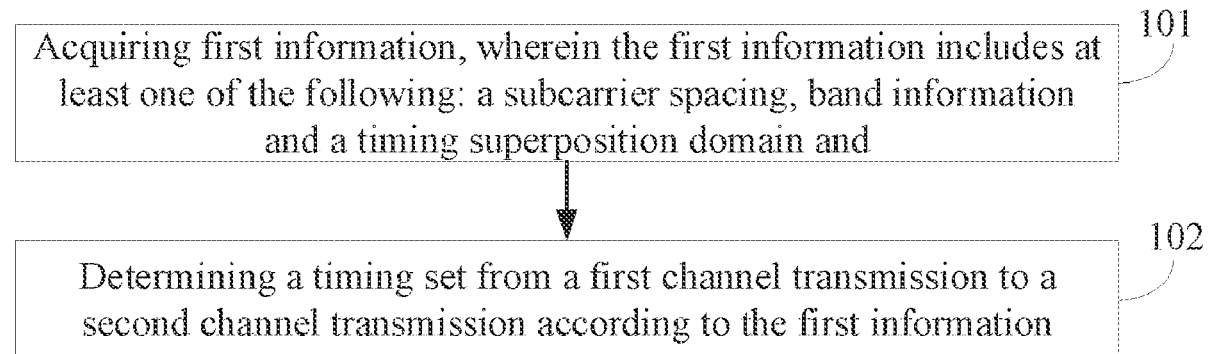 101
Acquiring first information, wherein the first information includes at
least one of the following: a subcarrier spacing, band information
and a timing superposition domain and
102
Determining a timing set from a first channel transmission to a
second channel transmission according to the first information